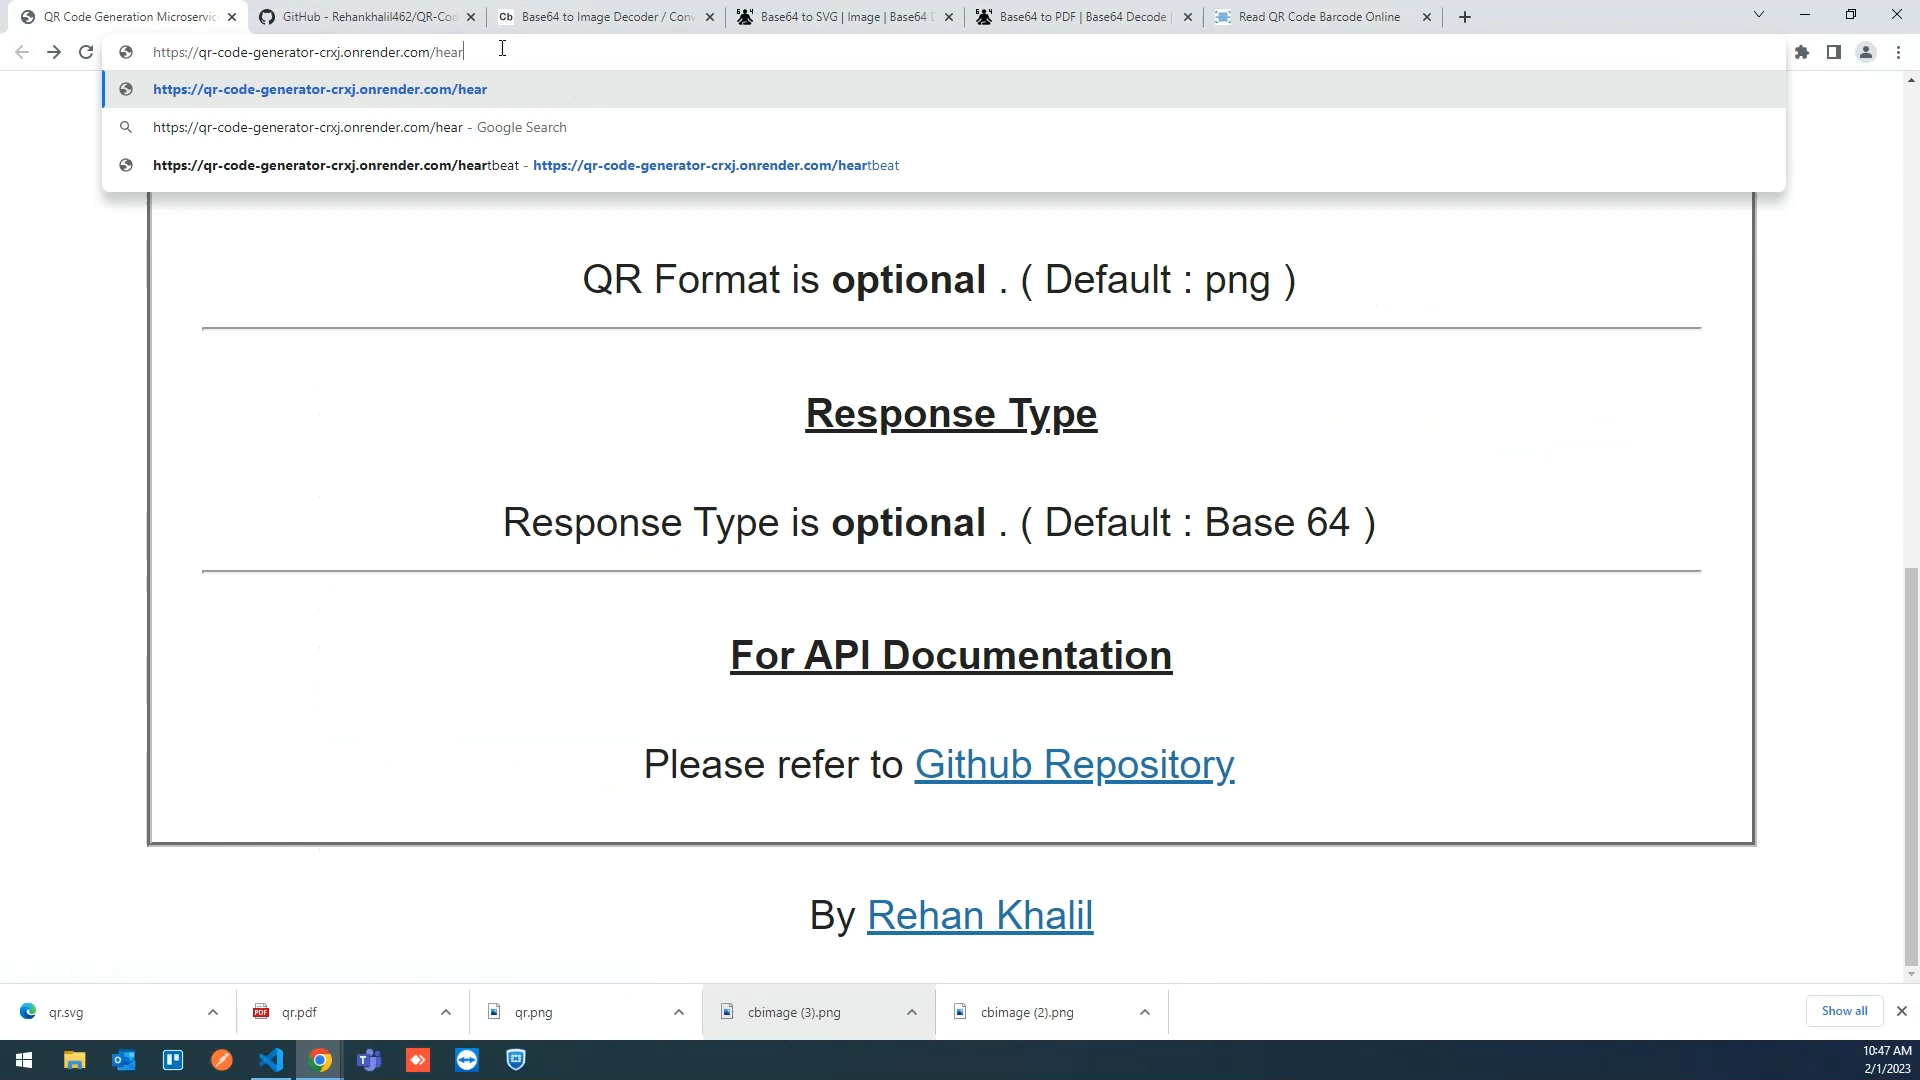 QR Code Generation Microservic
GitHub - Rehankhalil462/QR-Coc
Cb Base64 to Image Decoder / Conv
Base64 to SVG | Image | Base64 D
Base64 to PDF | Base64 Decode |
Read QR Code Barcode Online
https://qr-code-generator-crxj.onrender.com/hear
https://qr-code-generator-crxj.onrender.com/hear
https://qr-code-generator-crxj.onrender.com/hear - Google Search
https://qr-code-generator-crxj.onrender.com/heartbeat - https://qr-code-generator-crxj.onrender.com/heartbeat
QR Format is optional . ( Default : png )
Response Type
Response Type is optional . ( Default : Base 64 )
For API Documentation
Please refer to Github Repository
By Rehan Khalil
qr.svg
PDF qr.pdf
qr.png
cbimage (3).png
cbimage (2).png
Show all
10:47 AM
2/1/2023